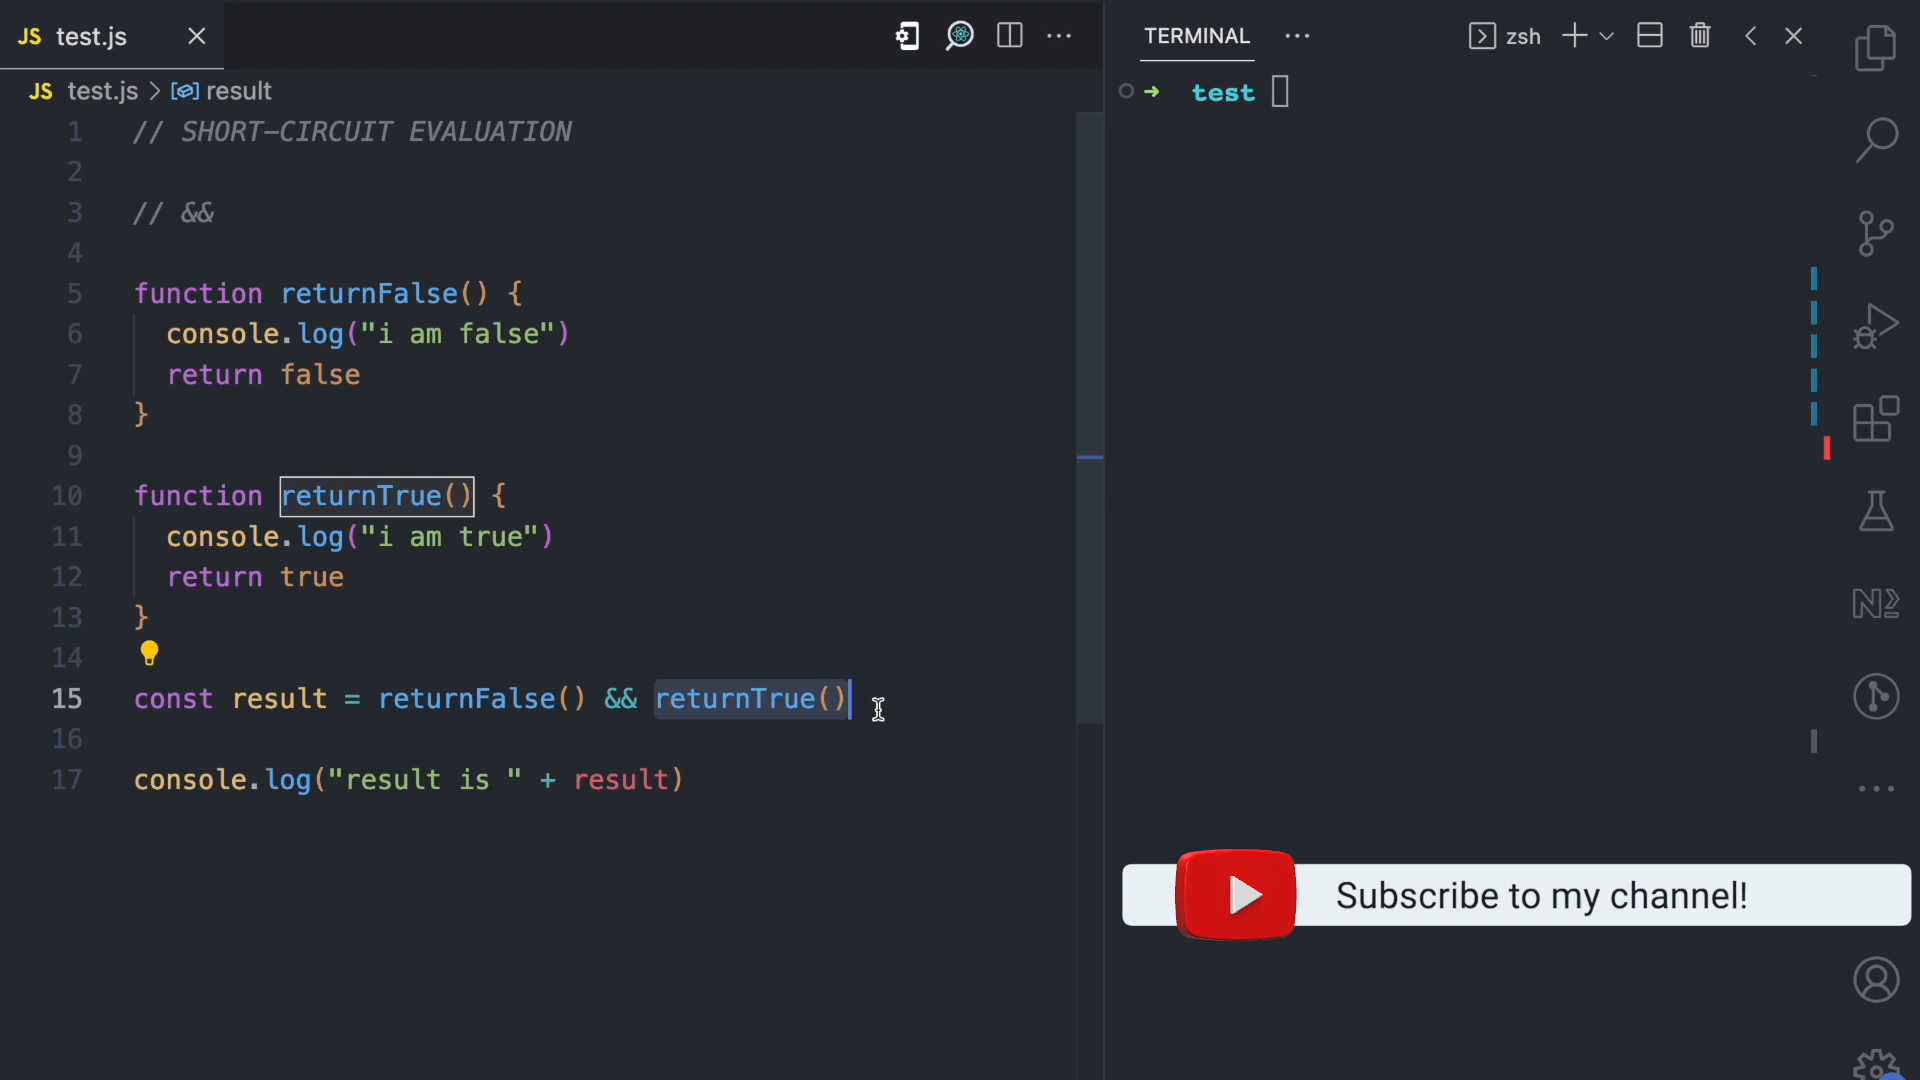 JS test.js
JS test.js > result
1 // SHORT-CIRCUIT EVALUATION
2
3 // &&
4
5 function returnFalse() {
6 console.log("i am false")
7 return false
8 }
9
10 function returnTrue() {
11 console.log("i am true")
12 return true
13 }
14
15 const result = returnFalse() && returnTrue()
16
17 console.log("result is " + result)
TERMINAL
zsh
test
Subscribe to my channel!